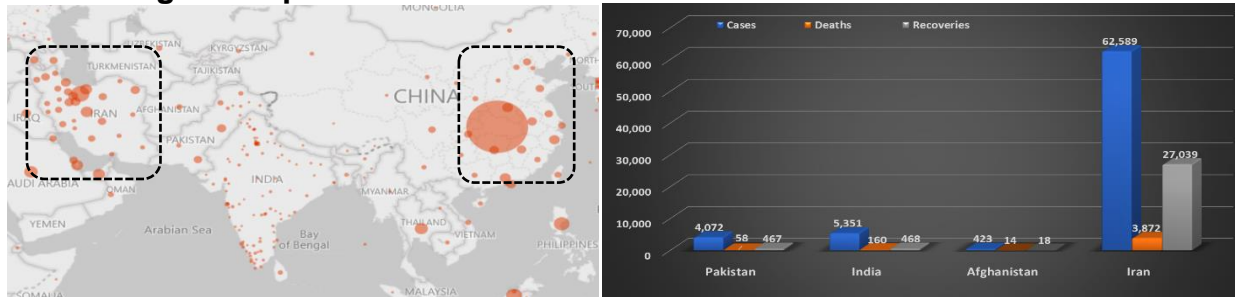 MONGOLIA
UZBEKISTAN
KYRGYZSTAN
TURKMENISTAN
TAJIKISTAN
CHINA
AFGHANISTAN
IRAQ
IRAN
PAKISTAN
INDIA
SAUDI ARABIA
OMAN
MYANMAR
YEMEN
Arabian Sea
Bay
of Bengal
THAILAND
VIETNAM
PHILIPPINES
SOMALIA
MALAYSIA
Cases Deaths Recoveries
70,000
60,000
50,000
40,000
30,000
20,000
10,000
0
4,072 58 467
5,351 160 468
423 14 18
62,589 3,872 27,039
Pakistan India Afghanistan Iran